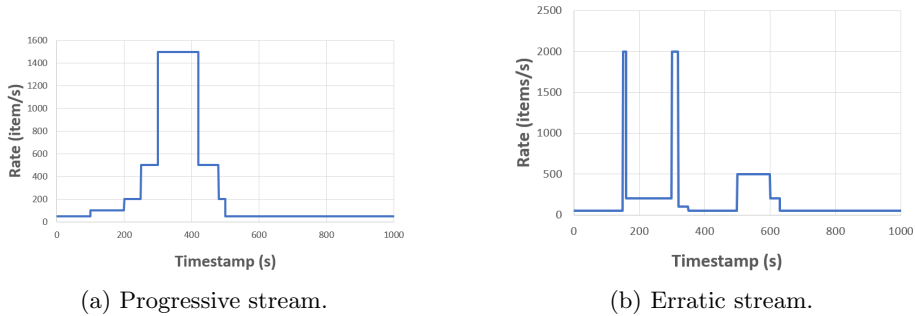 1600
1400
1200
1000
800
600
400
200
0
Rate (item/s)
0 200 400 600 800 1000
Timestamp (s)
(a) Progressive stream.
2500
2000
1500
1000
500
0
Rate (items/s)
0 200 400 600 800 1000
Timestamp (s)
(b) Erratic stream.